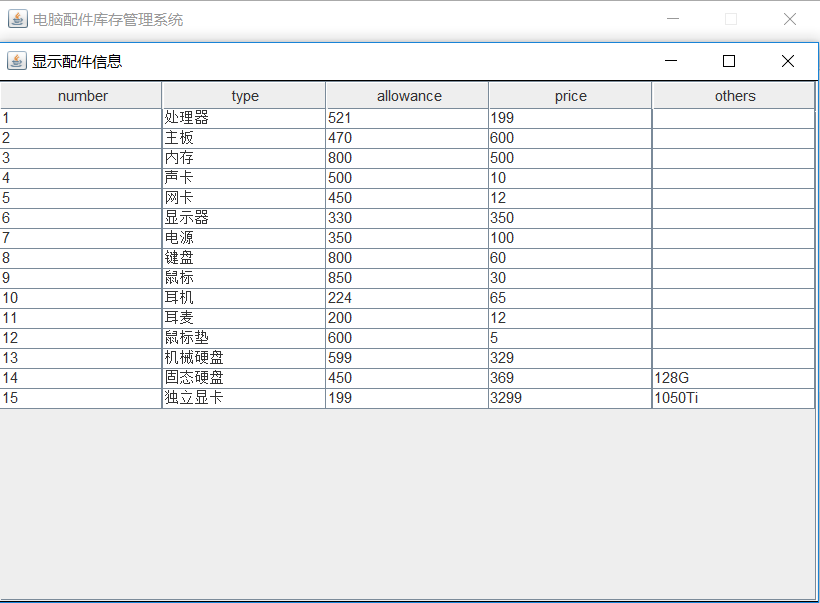 电脑配件库存管理系统
显示配件信息
number type allowance price others
1 处理器 521 199
2 主板 470 600
3 内存 800 500
4 声卡 500 10
5 网卡 450 12
6 显示器 330 350
7 电源 350 100
8 键盘 800 60
9 鼠标 850 30
10 耳机 224 65
11 耳麦 200 12
12 鼠标垫 600 5
13 机械硬盘 599 329
14 固态硬盘 450 369 128G
15 独立显卡 199 3299 1050Ti